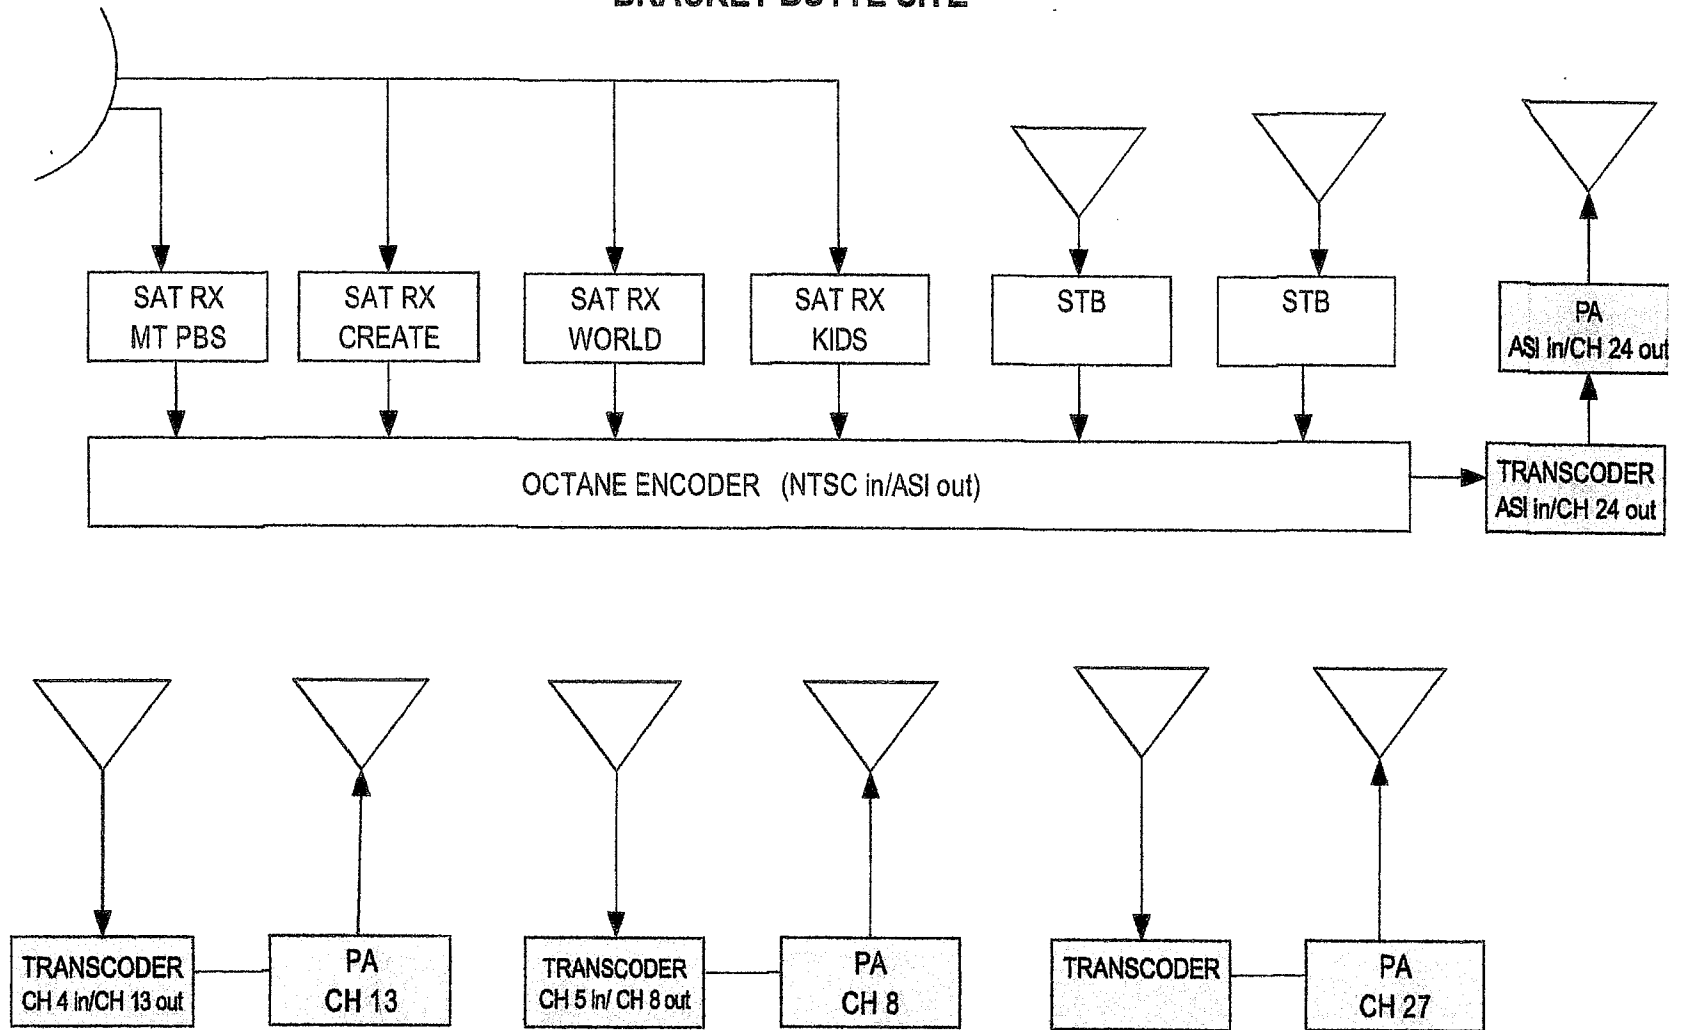 BRACKET BUTTE SITE
SAT RX
MT PBS
SAT RX
CREATE
SAT RX
WORLD
SAT RX
KIDS
STB
STB
PA
ASI in/CH 24 out
OCTANE ENCODER (NTSC in/ASI out)
TRANSCODER
ASI in/CH 24 out
TRANSCODER
CH 4 in/CH 13 out
PA
CH 13
TRANSCODER
CH 5 in/ CH 8 out
PA
CH 8
TRANSCODER
PA
CH 27